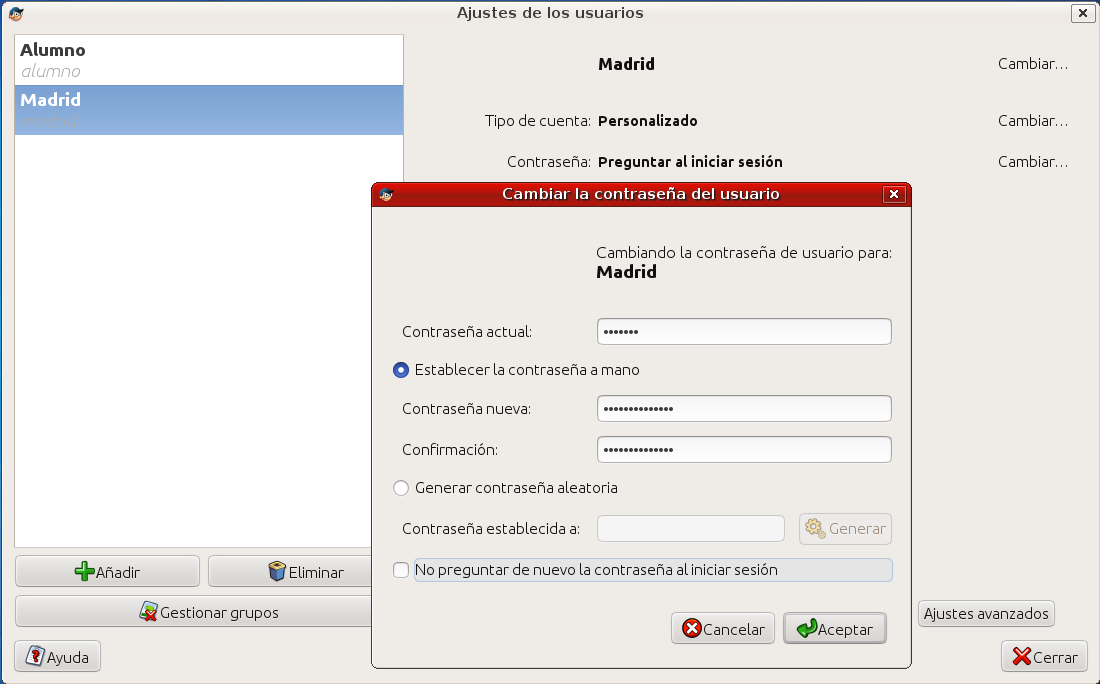 Ajustes de los usuarios
Alumno
alumno
Madrid
madrid
Madrid
Cambiar...
Tipo de cuenta: Personalizado
Cambiar...
Contraseña: Preguntar al iniciar sesión
Cambiar...
Cambiar la contraseña del usuario
Cambiando la contraseña de usuario para:
Madrid
Contraseña actual: •••••••
Establecer la contraseña a mano
Contraseña nueva: ••••••••••••••
Confirmación: ••••••••••••••
Generar contraseña aleatoria
Contraseña establecida a:
Generar
No preguntar de nuevo la contraseña al iniciar sesión
Cancelar
Aceptar
Añadir
Eliminar
Gestionar grupos
Ajustes avanzados
Ayuda
Cerrar